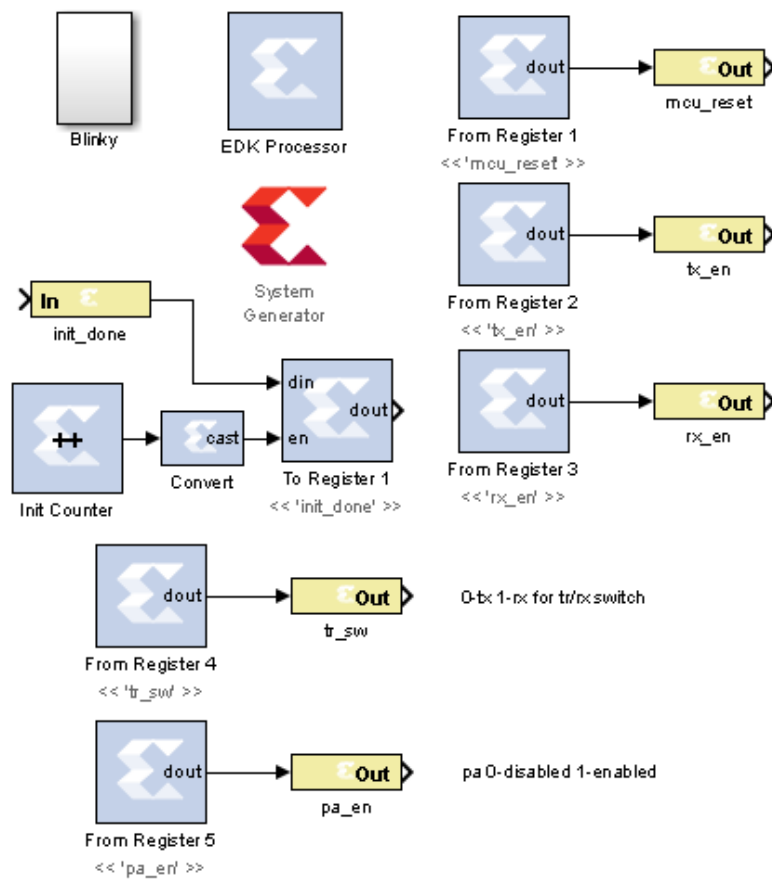 dout
Out
mcu_reset
From Register 1
<< 'mcu_reset' >>
Blinky
EDK Processor
dout
Out
tx_en
From Register 2
<< 'tx_en' >>
System
Generator
In
init_done
din
dout
en
To Register 1
<< 'init_done' >>
++
Init Counter
cast
Convert
dout
Out
rx_en
From Register 3
<< 'rx_en' >>
dout
Out
tr_sw
0-tx 1-rx for tr/rx switch
From Register 4
<< 'tr_sw' >>
dout
Out
pa_en
pa 0-disabled 1-enabled
From Register 5
<< 'pa_en' >>